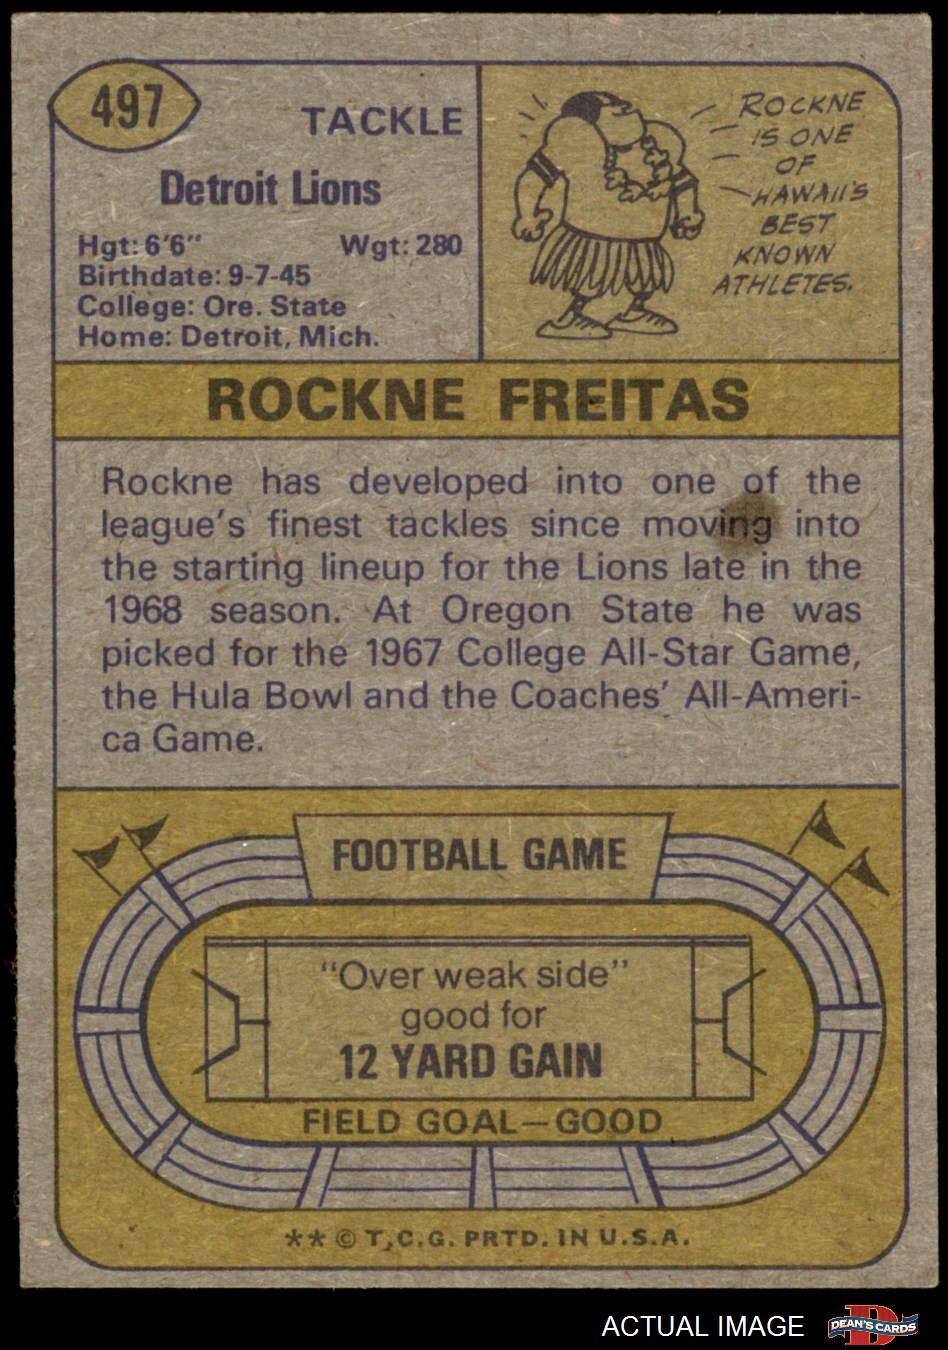 497
TACKLE
Detroit Lions
Hgt: 6'6" Wgt: 280
Birthdate: 9-7-45
College: Ore. State
Home: Detroit, Mich.
ROCKNE
IS ONE
OF
HAWAII'S
BEST
KNOWN
ATHLETES.
ROCKNE FREITAS
Rockne has developed into one of the
league's finest tackles since moving into
the starting lineup for the Lions late in the
1968 season. At Oregon State he was
picked for the 1967 College All-Star Game,
the Hula Bowl and the Coaches' All-Ameri-
ca Game.
FOOTBALL GAME
"Over weak side"
good for
12 YARD GAIN
FIELD GOAL—GOOD
** © T.C.G. PRTD. IN U.S.A.
ACTUAL IMAGE
DEAN'S CARDS